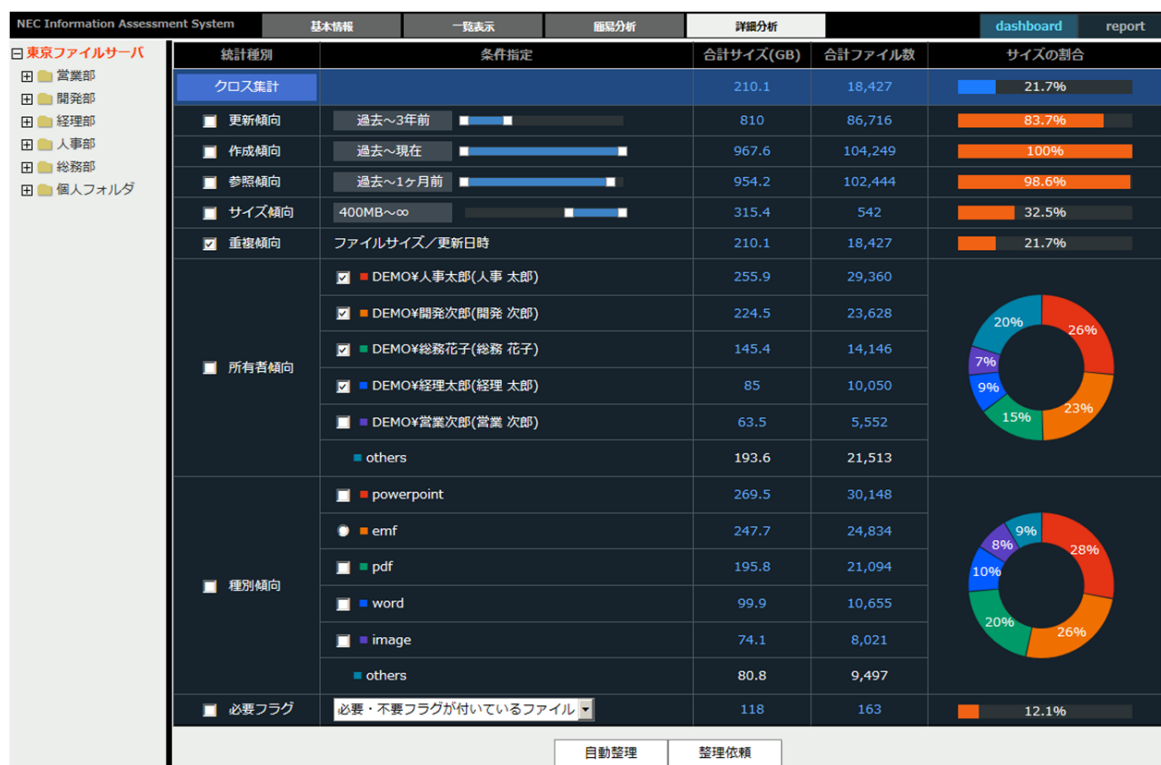 NEC Information Assessment System 基本情報 一覧表示 簡易分析 詳細分析 dashboard report
東京ファイルサーバ
営業部
開発部
経理部
人事部
総務部
個人フォルダ
統計種別 条件指定 合計サイズ(GB) 合計ファイル数 サイズの割合
クロス集計 210.1 18,427 21.7%
更新傾向 過去～3年前 810 86,716 83.7%
作成傾向 過去～現在 967.6 104,249 100%
参照傾向 過去～1ヶ月前 954.2 102,444 98.6%
サイズ傾向 400MB～∞ 315.4 542 32.5%
重複傾向 ファイルサイズ／更新日時 210.1 18,427 21.7%
所有者傾向
DEMO¥人事太郎(人事 太郎) 255.9 29,360
DEMO¥開発次郎(開発 次郎) 224.5 23,628
DEMO¥総務花子(総務 花子) 145.4 14,146
DEMO¥経理太郎(経理 太郎) 85 10,050
DEMO¥営業次郎(営業 次郎) 63.5 5,552
others 193.6 21,513
20% 26%
7%
9% 23%
15%
種別傾向
powerpoint 269.5 30,148
emf 247.7 24,834
pdf 195.8 21,094
word 99.9 10,655
image 74.1 8,021
others 80.8 9,497
9%
8% 28%
10%
20% 26%
必要フラグ 必要・不要フラグが付いているファイル 118 163 12.1%
自動整理 整理依頼